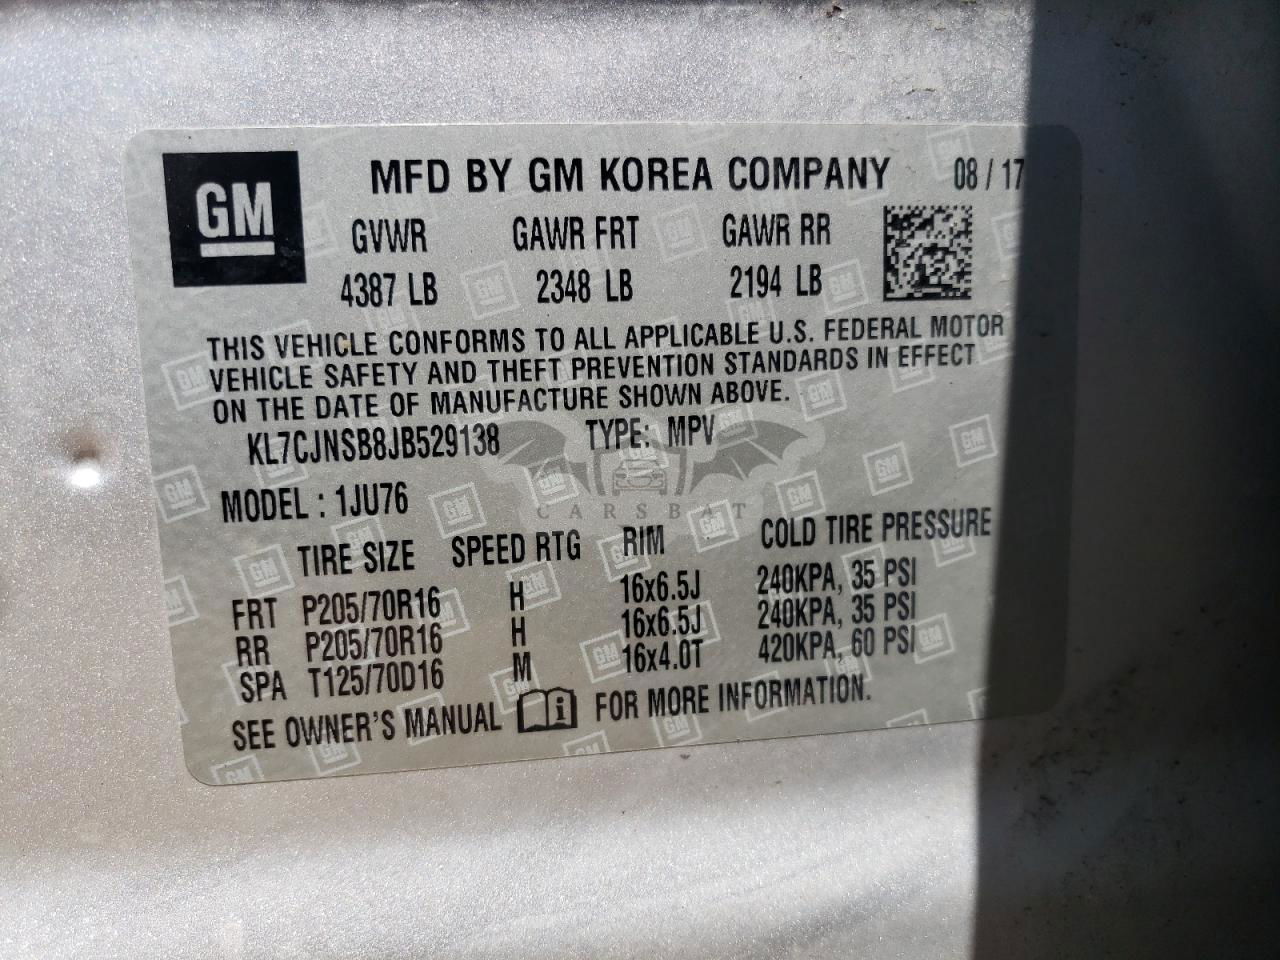 GM
MFD BY GM KOREA COMPANY 08 / 17
GVWR GAWR FRT GAWR RR
4387 LB 2348 LB 2194 LB
THIS VEHICLE CONFORMS TO ALL APPLICABLE U.S. FEDERAL MOTOR
VEHICLE SAFETY AND THEFT PREVENTION STANDARDS IN EFFECT
ON THE DATE OF MANUFACTURE SHOWN ABOVE.
KL7CJNSB8JB529138 TYPE: MPV
CARSBAT
MODEL : 1JU76
TIRE SIZE SPEED RTG RIM COLD TIRE PRESSURE
FRT P205/70R16 H 16x6.5J 240KPA, 35 PSI
RR P205/70R16 H 16x6.5J 240KPA, 35 PSI
SPA T125/70D16 M 16x4.0T 420KPA, 60 PSI
SEE OWNER'S MANUAL i FOR MORE INFORMATION.